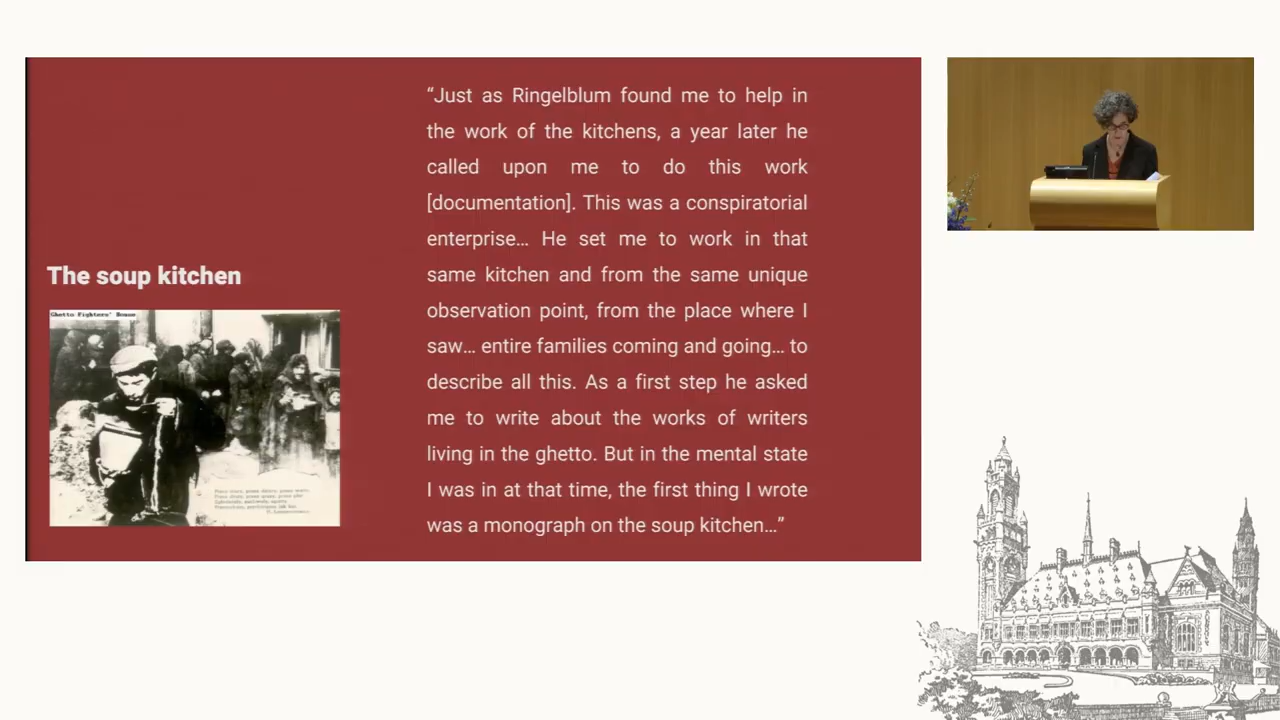 The soup kitchen
Ghetto Fighters' House
“Just as Ringelblum found me to help in
the work of the kitchens, a year later he
called upon me to do this work
[documentation]. This was a conspiratorial
enterprise... He set me to work in that
same kitchen and from the same unique
observation point, from the place where I
saw... entire families coming and going... to
describe all this. As a first step he asked
me to write about the works of writers
living in the ghetto. But in the mental state
I was in at that time, the first thing I wrote
was a monograph on the soup kitchen...”